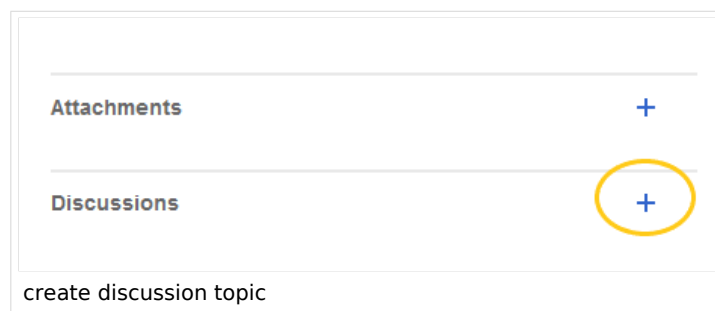 Attachments +
Discussions +
create discussion topic